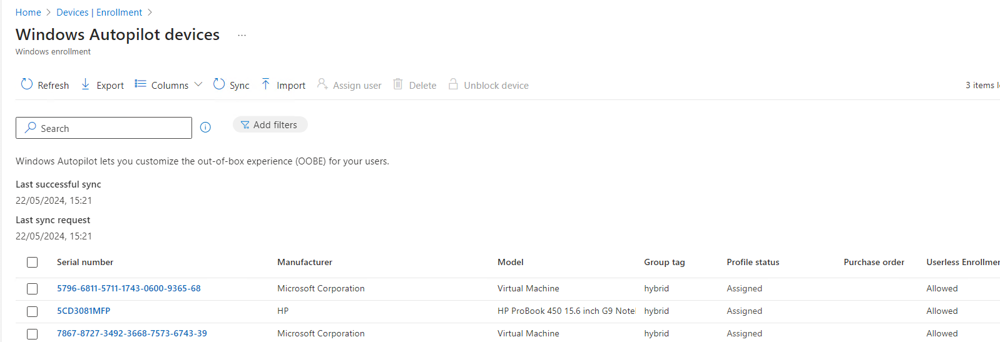 Home > Devices | Enrollment >
Windows Autopilot devices ...
Windows enrollment
Refresh Export Columns Sync Import Assign user Delete Unblock device 3 items
Search Add filters
Windows Autopilot lets you customize the out-of-box experience (OOBE) for your users.
Last successful sync
22/05/2024, 15:21
Last sync request
22/05/2024, 15:21
Serial number Manufacturer Model Group tag Profile status Purchase order Userless Enrollmen
5796-6811-5711-1743-0600-9365-68 Microsoft Corporation Virtual Machine hybrid Assigned Allowed
5CD3081MFP HP HP ProBook 450 15.6 inch G9 Note hybrid Assigned Allowed
7867-8727-3492-3668-7573-6743-39 Microsoft Corporation Virtual Machine hybrid Assigned Allowed